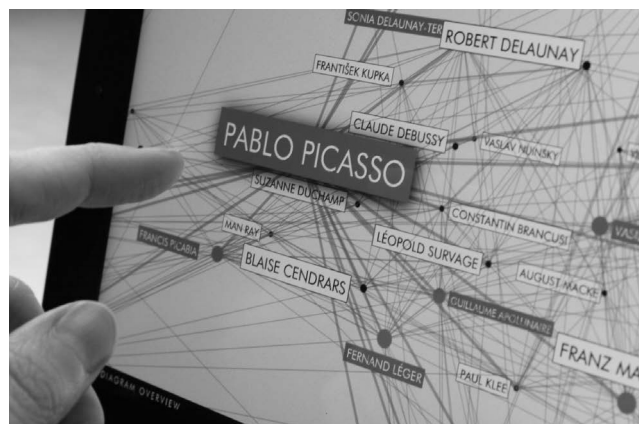 SONIA DELAUNAY-TER
ROBERT DELAUNAY
FRANTIŠEK KUPKA
CLAUDE DEBUSSY
VASLAV NIJINSKY
PABLO PICASSO
SUZANNE DUCHAMP
CONSTANTIN BRANCUSI
MAN RAY
FRANCIS PICABIA
LÉOPOLD SURVAGE
BLAISE CENDRARS
AUGUST MACKE
GUILLAUME APOLLINAIRE
FERNAND LÉGER
FRANZ MA
PAUL KLEE
DIAGRAM OVERVIEW